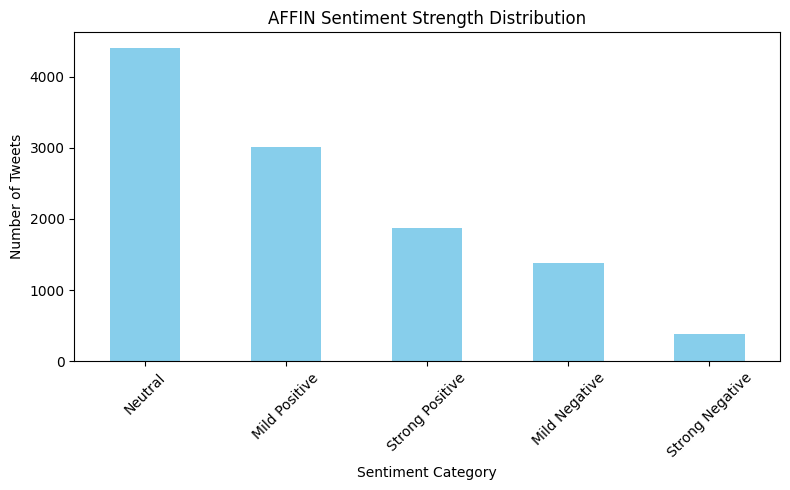 AFFIN Sentiment Strength Distribution
Number of Tweets
4000
3000
2000
1000
0
Neutral
Mild Positive
Strong Positive
Mild Negative
Strong Negative
Sentiment Category